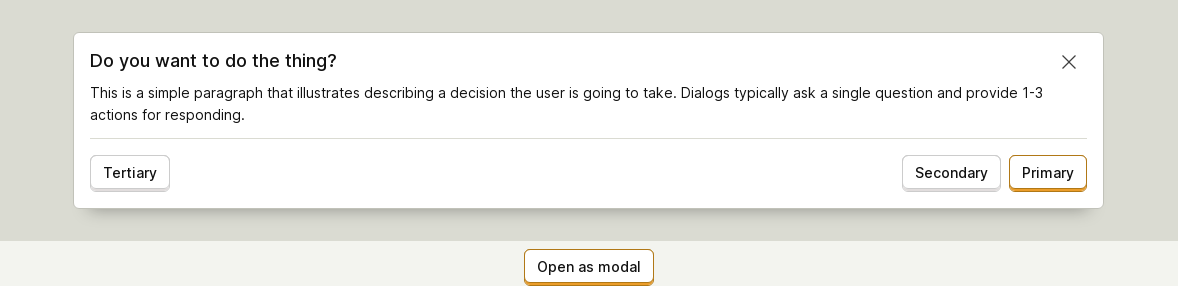 Do you want to do the thing?
This is a simple paragraph that illustrates describing a decision the user is going to take. Dialogs typically ask a single question and provide 1-3
actions for responding.
Tertiary
Secondary
Primary
Open as modal